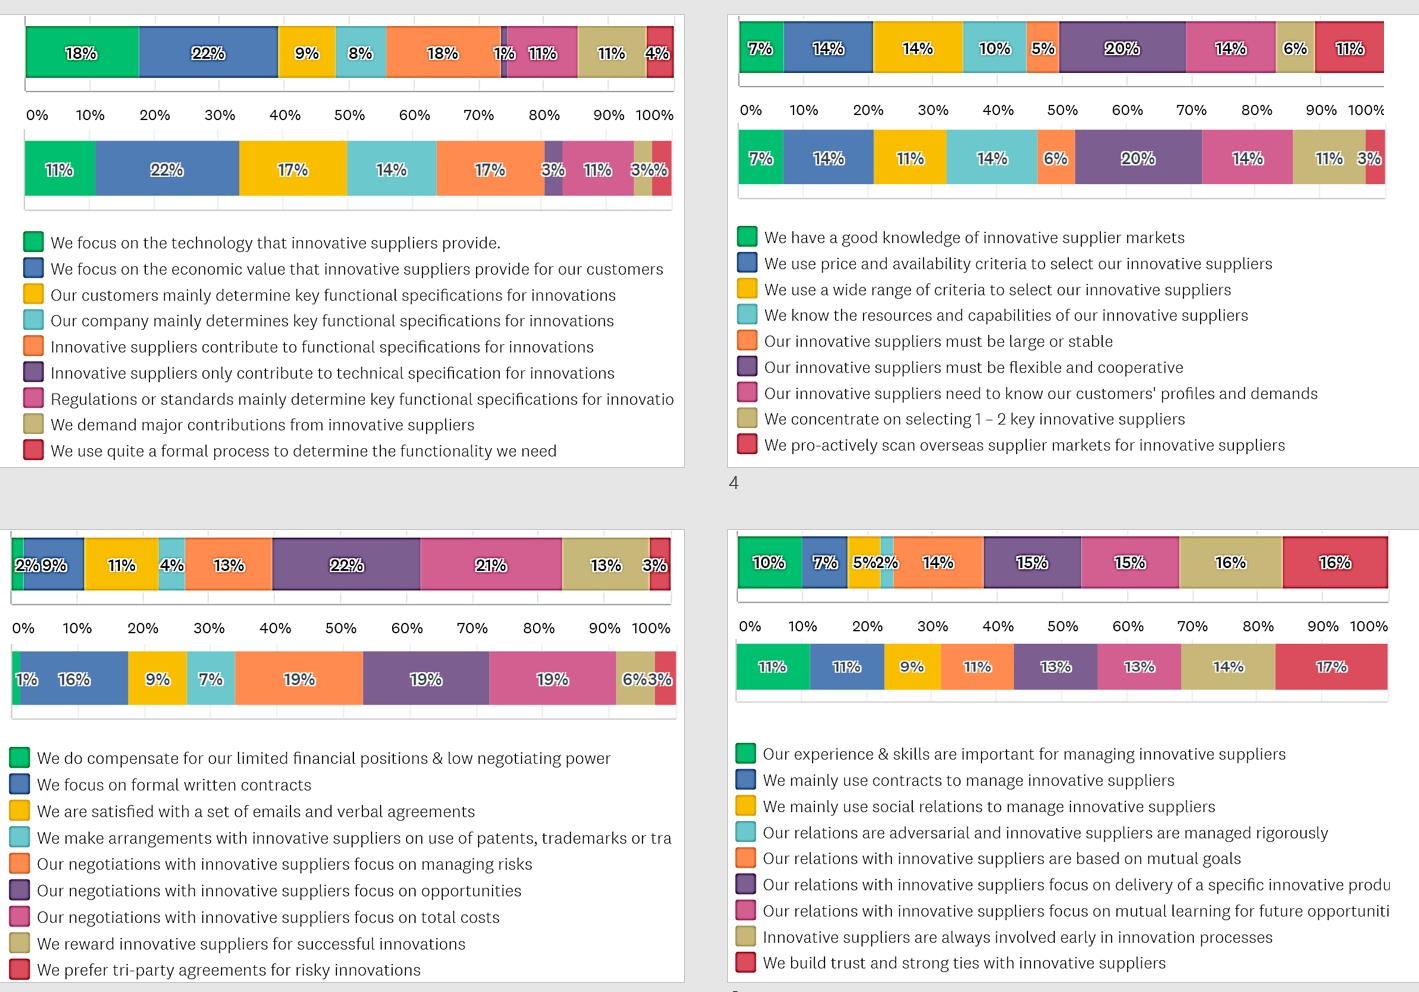 18% 22% 9% 8% 18% 1% 11% 11% 4%
0% 10% 20% 30% 40% 50% 60% 70% 80% 90% 100%
11% 22% 17% 14% 17% 3% 11% 3% %
We focus on the technology that innovative suppliers provide.
We focus on the economic value that innovative suppliers provide for our customers
Our customers mainly determine key functional specifications for innovations
Our company mainly determines key functional specifications for innovations
Innovative suppliers contribute to functional specifications for innovations
Innovative suppliers only contribute to technical specification for innovations
Regulations or standards mainly determine key functional specifications for innovatio
We demand major contributions from innovative suppliers
We use quite a formal process to determine the functionality we need
7% 14% 14% 10% 5% 20% 14% 6% 11%
0% 10% 20% 30% 40% 50% 60% 70% 80% 90% 100%
7% 14% 11% 14% 6% 20% 14% 11% 3%
We have a good knowledge of innovative supplier markets
We use price and availability criteria to select our innovative suppliers
We use a wide range of criteria to select our innovative suppliers
We know the resources and capabilities of our innovative suppliers
Our innovative suppliers must be large or stable
Our innovative suppliers must be flexible and cooperative
Our innovative suppliers need to know our customers' profiles and demands
We concentrate on selecting 1 – 2 key innovative suppliers
We pro-actively scan overseas supplier markets for innovative suppliers
4
2% 9% 11% 4% 13% 22% 21% 13% 3%
0% 10% 20% 30% 40% 50% 60% 70% 80% 90% 100%
1% 16% 9% 7% 19% 19% 19% 6% 3%
We do compensate for our limited financial positions & low negotiating power
We focus on formal written contracts
We are satisfied with a set of emails and verbal agreements
We make arrangements with innovative suppliers on use of patents, trademarks or tra
Our negotiations with innovative suppliers focus on managing risks
Our negotiations with innovative suppliers focus on opportunities
Our negotiations with innovative suppliers focus on total costs
We reward innovative suppliers for successful innovations
We prefer tri-party agreements for risky innovations
10% 7% 5% 2% 14% 15% 15% 16% 16%
0% 10% 20% 30% 40% 50% 60% 70% 80% 90% 100%
11% 11% 9% 11% 13% 13% 14% 17%
Our experience & skills are important for managing innovative suppliers
We mainly use contracts to manage innovative suppliers
We mainly use social relations to manage innovative suppliers
Our relations are adversarial and innovative suppliers are managed rigorously
Our relations with innovative suppliers are based on mutual goals
Our relations with innovative suppliers focus on delivery of a specific innovative produ
Our relations with innovative suppliers focus on mutual learning for future opportuniti
Innovative suppliers are always involved early in innovation processes
We build trust and strong ties with innovative suppliers